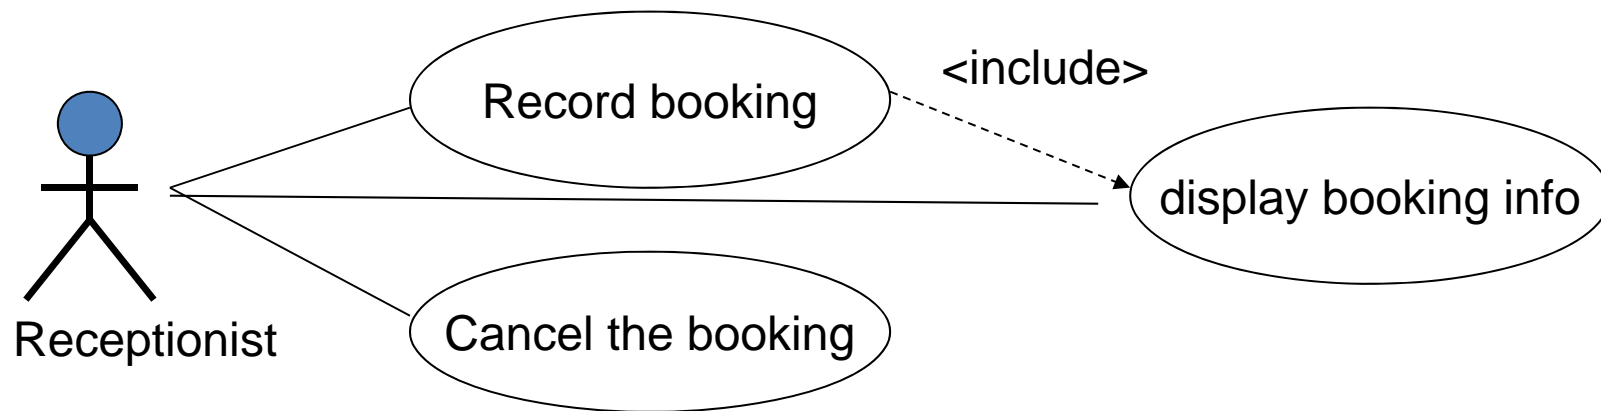 <include>
Record booking
display booking info
Cancel the booking
Receptionist